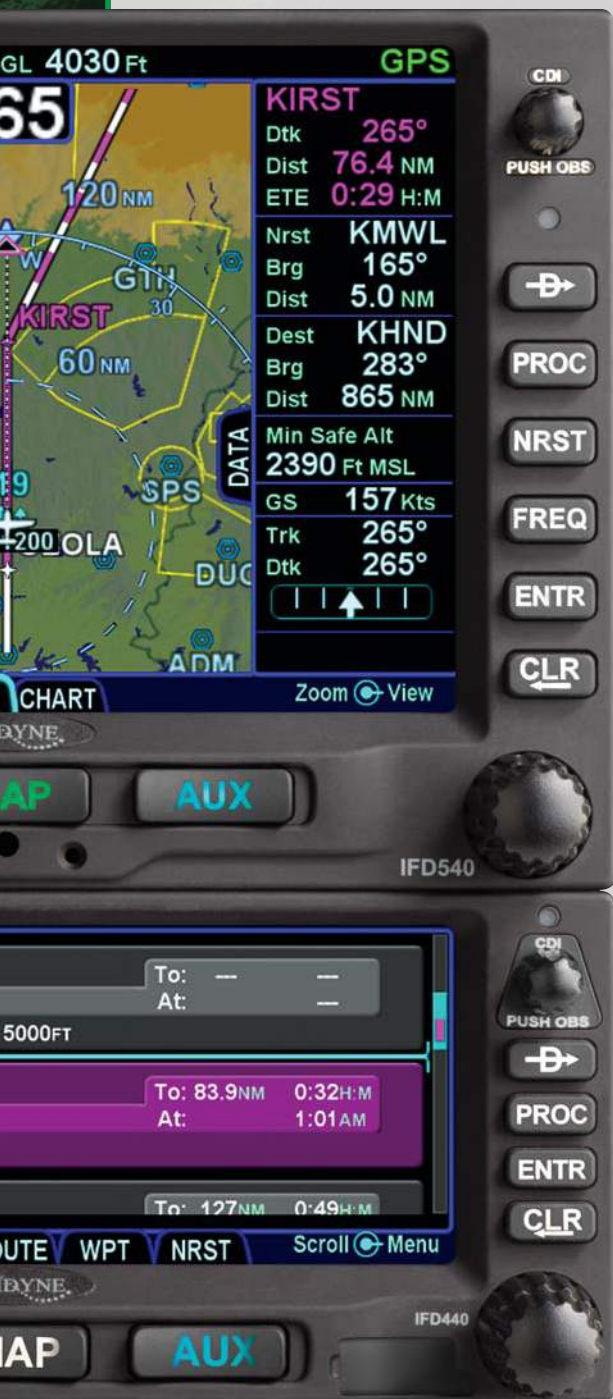 GL 4030 Ft GPS
65
KIRST
Dtk 265°
Dist 76.4 NM
ETE 0:29 H:M
Nrst KMWL
Brg 165°
Dist 5.0 NM
Dest KHND
Brg 283°
Dist 865 NM
Min Safe Alt
2390 Ft MSL
GS 157 Kts
Trk 265°
Dtk 265°
120 NM
W
GTH
30
KIRST
60 NM
DATA
19
SPS
200
OLA
DUC
ADM
CHART
Zoom View
DYNE
AP
AUX
CDI
PUSH OBS
D
PROC
NRST
FREQ
ENTR
CLR
IFD540
To: --- ---
At: ---
5000FT
To: 83.9NM 0:32H:M
At: 1:01AM
To: 127NM 0:49H:M
OUTE WPT NRST Scroll Menu
IDYNE
MAP
AUX
CDI
PUSH OBS
D
PROC
ENTR
CLR
IFD440